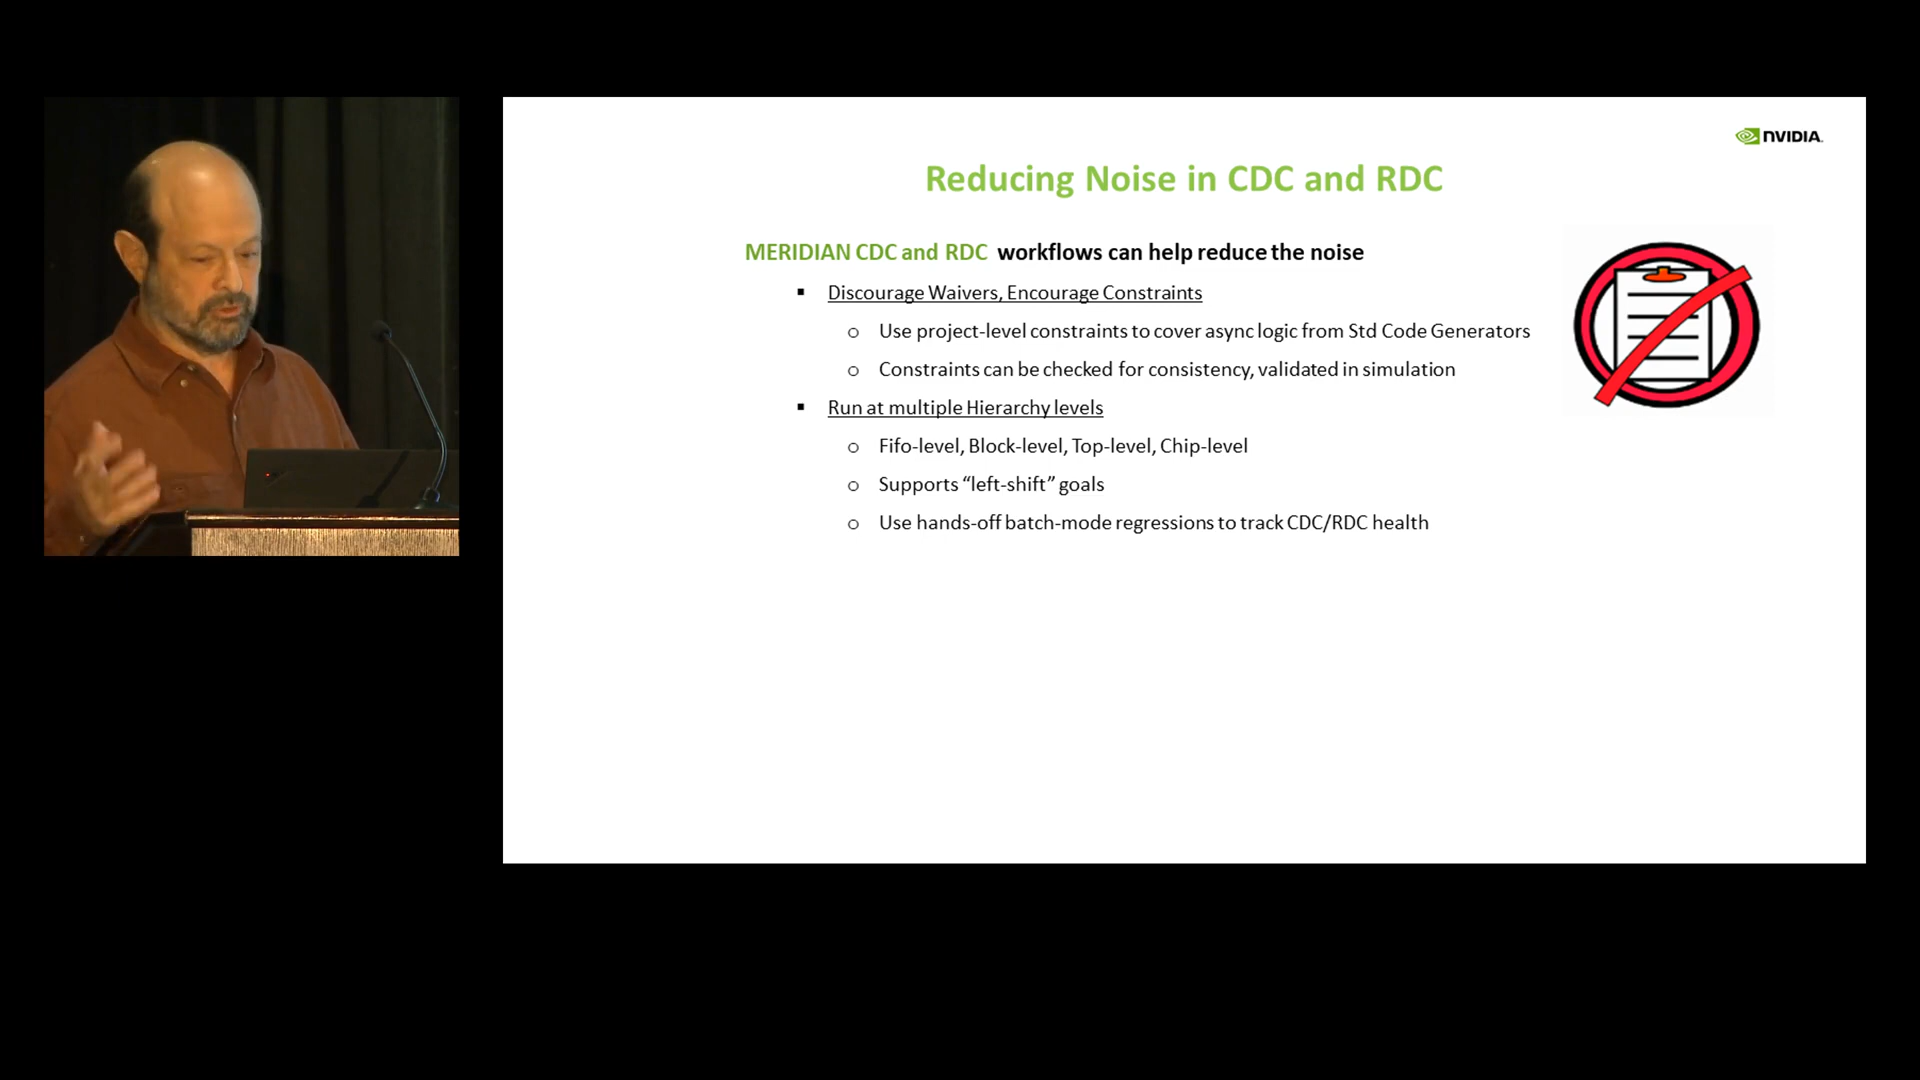 NVIDIA
Reducing Noise in CDC and RDC
MERIDIAN CDC and RDC workflows can help reduce the noise
▪ Discourage Waivers, Encourage Constraints
o Use project-level constraints to cover async logic from Std Code Generators
o Constraints can be checked for consistency, validated in simulation
▪ Run at multiple Hierarchy levels
o Fifo-level, Block-level, Top-level, Chip-level
o Supports “left-shift” goals
o Use hands-off batch-mode regressions to track CDC/RDC health